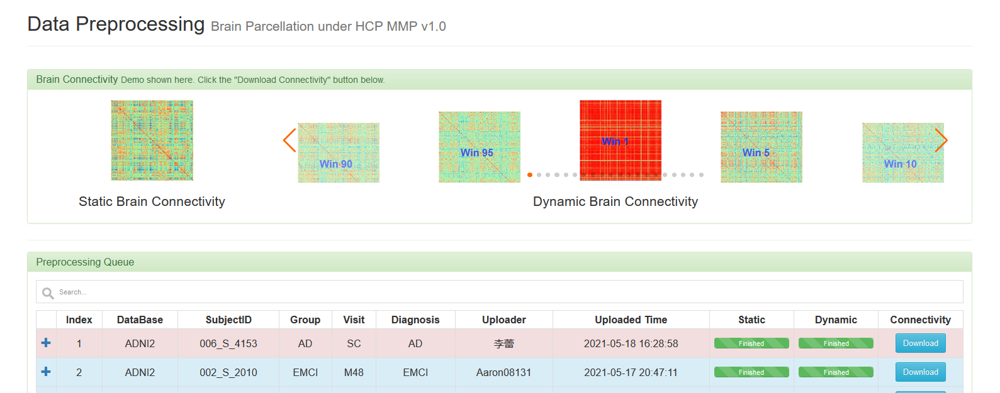 Data Preprocessing Brain Parcellation under HCP MMP v1.0
Brain Connectivity Demo shown here. Click the "Download Connectivity" button below.
Win 90
Win 95
Win 1
Win 5
Win 10
Static Brain Connectivity
Dynamic Brain Connectivity
Preprocessing Queue
Search...
Index DataBase SubjectID Group Visit Diagnosis Uploader Uploaded Time Static Dynamic Connectivity
1 ADNI2 006_S_4153 AD SC AD 李蕾 2021-05-18 16:28:58 Finished Finished Download
2 ADNI2 002_S_2010 EMCI M48 EMCI Aaron08131 2021-05-17 20:47:11 Finished Finished Download